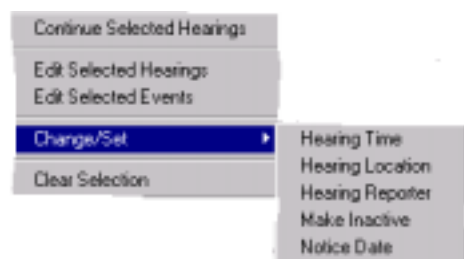 Continue Selected Hearings
Edit Selected Hearings
Edit Selected Events
Change/Set
Clear Selection
Hearing Time
Hearing Location
Hearing Reporter
Make Inactive
Notice Date